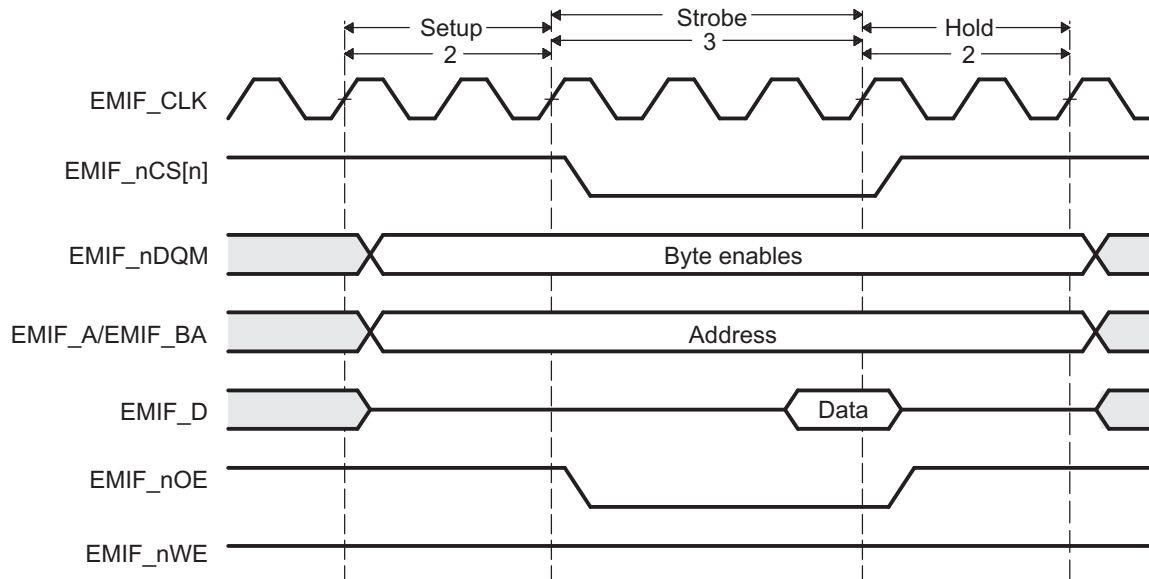 Setup
Strobe
Hold
2
3
2
EMIF_CLK
EMIF_nCS[n]
EMIF_nDQM
Byte enables
EMIF_A/EMIF_BA
Address
EMIF_D
Data
EMIF_nOE
EMIF_nWE